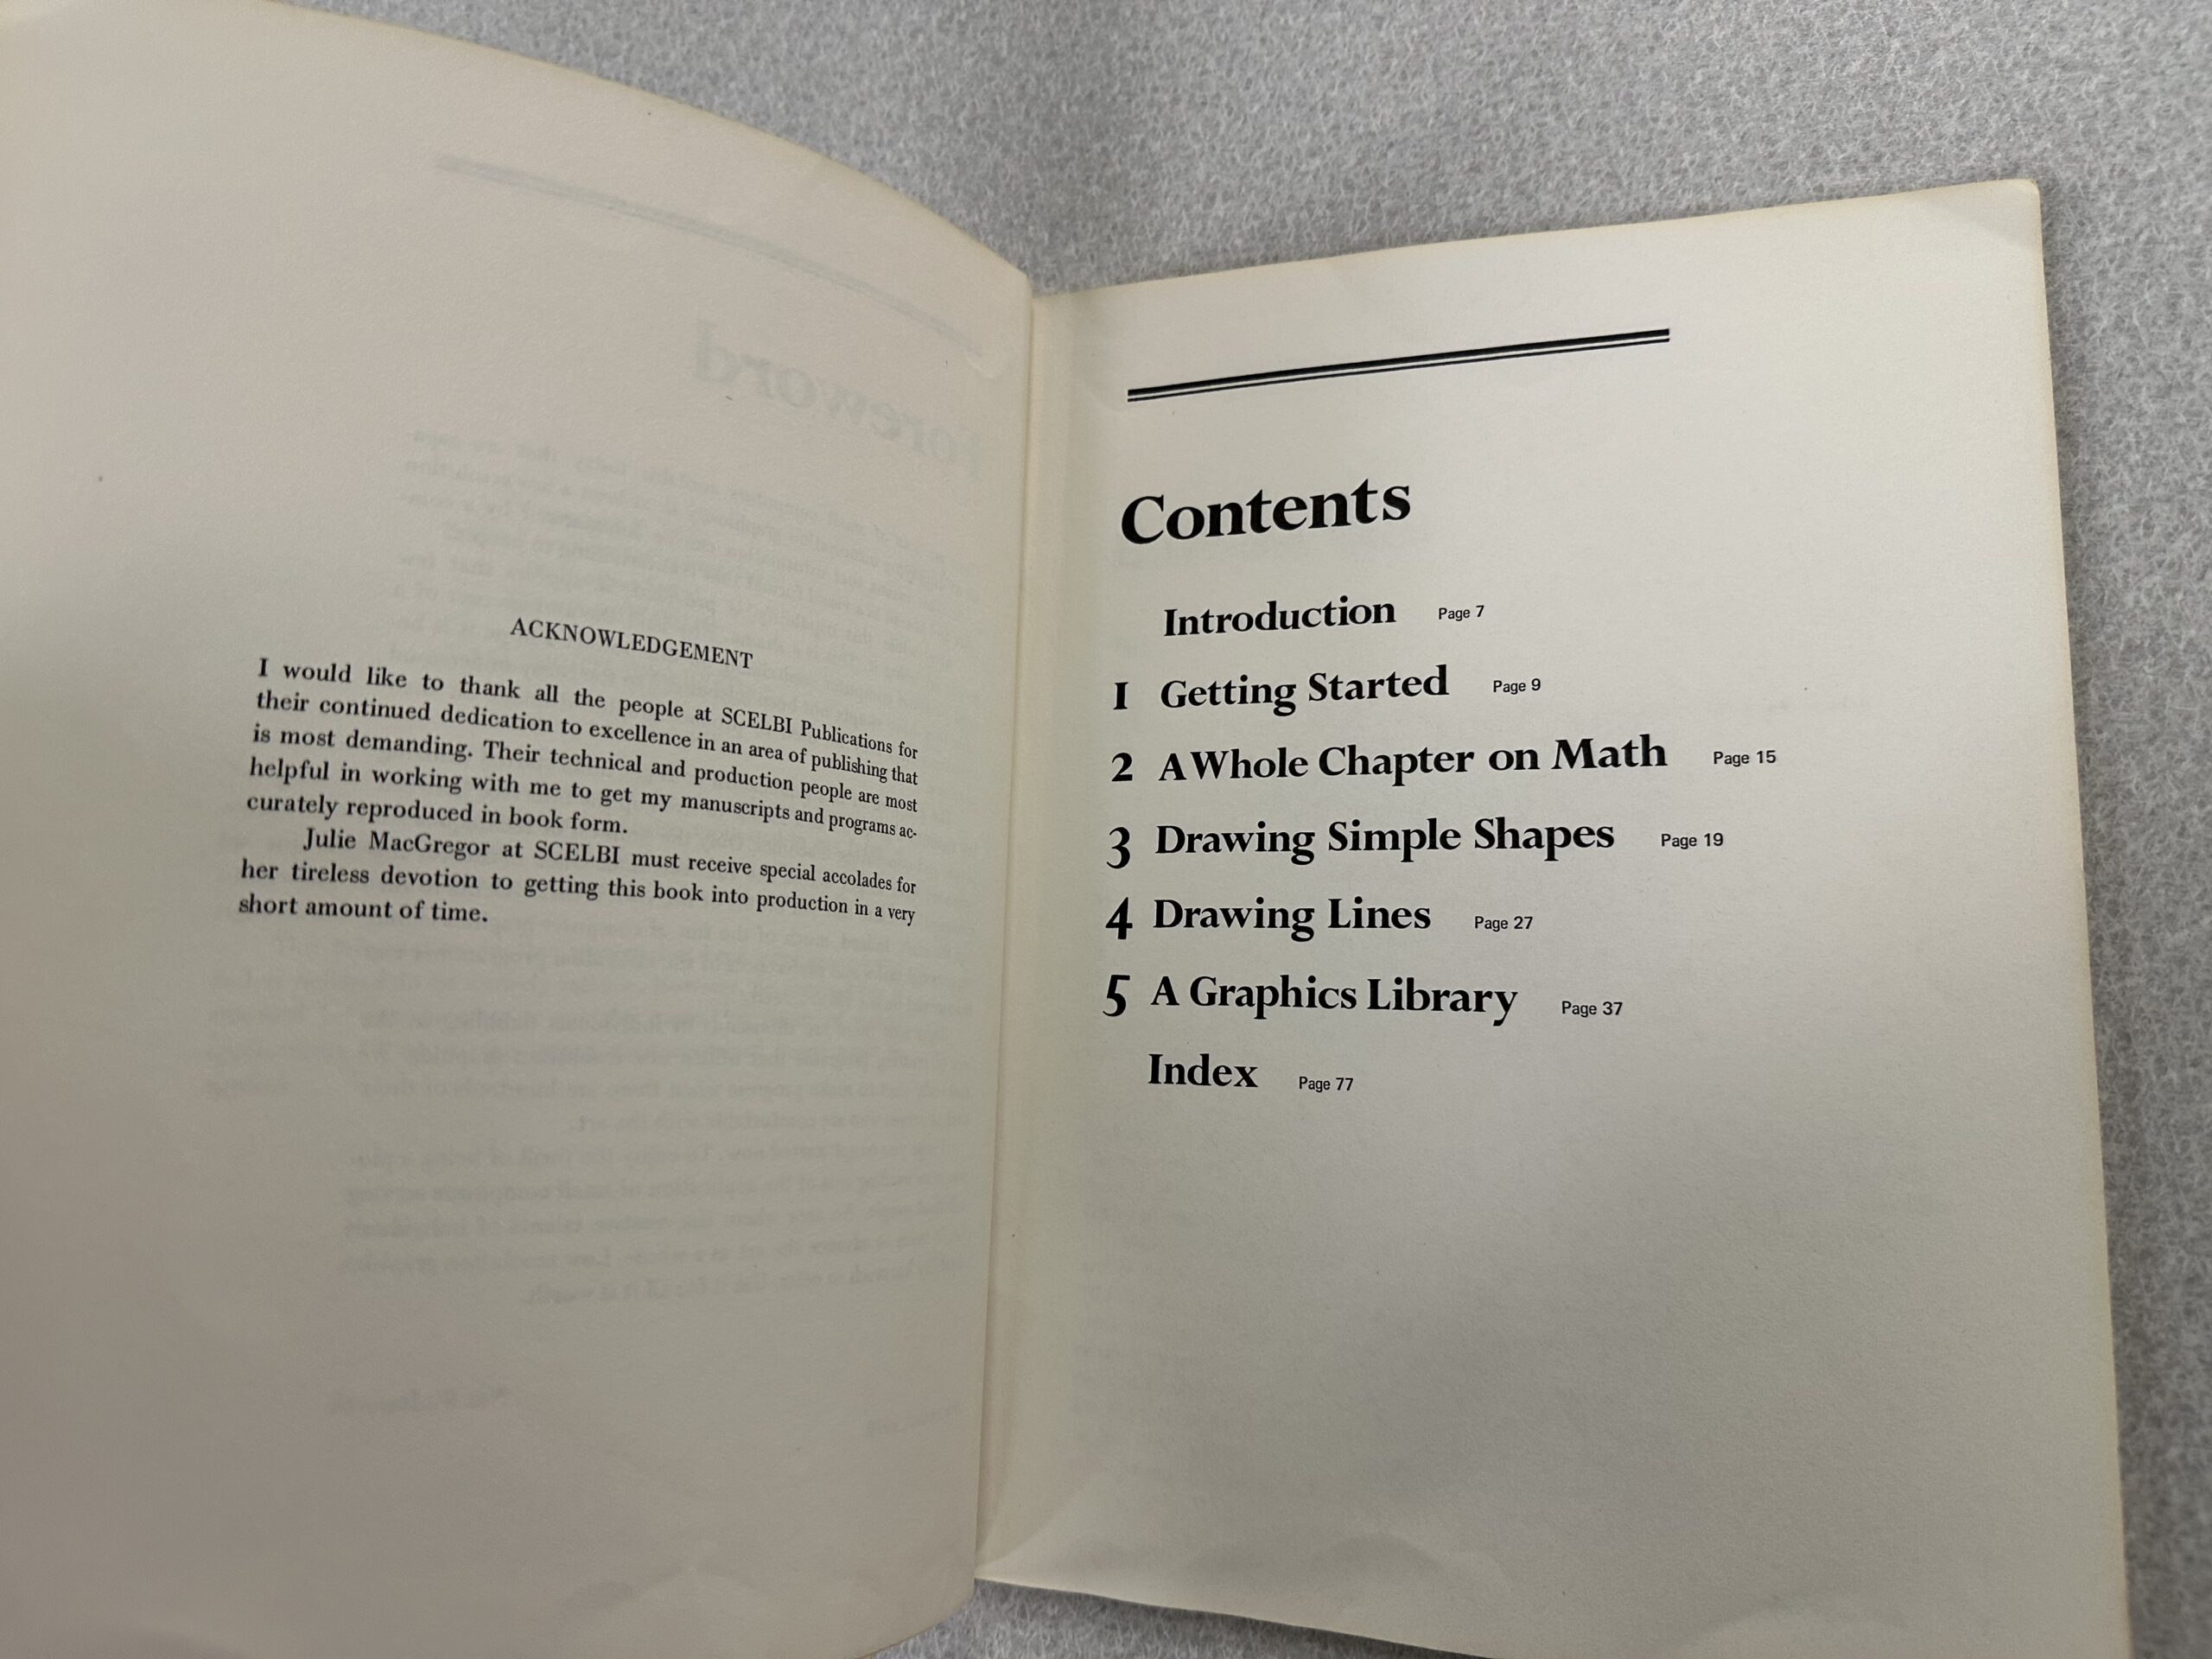 ACKNOWLEDGEMENT
I would like to thank all the people at SCELBI Publications for
their continued dedication to excellence in an area of publishing that
is most demanding. Their technical and production people are most
helpful in working with me to get my manuscripts and programs ac-
curately reproduced in book form.
Julie MacGregor at SCELBI must receive special accolades for
her tireless devotion to getting this book into production in a very
short amount of time.
Foreword
Contents
Introduction Page 7
1 Getting Started Page 9
2 A Whole Chapter on Math Page 15
3 Drawing Simple Shapes Page 19
4 Drawing Lines Page 27
5 A Graphics Library Page 37
Index Page 77